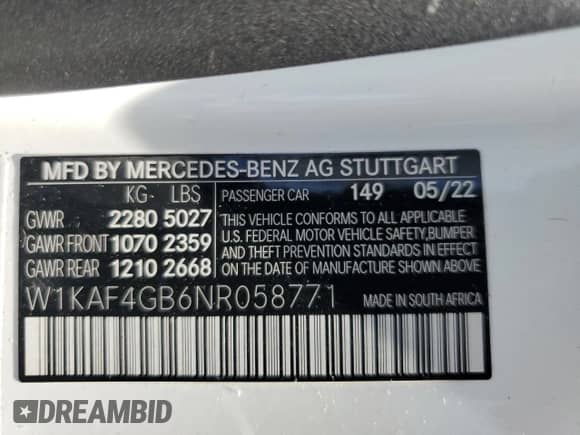 MFD BY MERCEDES-BENZ AG STUTTGART
KG LBS PASSENGER CAR 149 05/22
GVWR 2280 5027 THIS VEHICLE CONFORMS TO ALL APPLICABLE
GAWR FRONT 1070 2359 U.S. FEDERAL MOTOR VEHICLE SAFETY, BUMPER
GAWR REAR 1210 2668 AND THEFT PREVENTION STANDARDS IN EFFECT
ON THE DATE OF MANUFACTURE SHOWN ABOVE.
W1KAF4GB6NR058771 MADE IN SOUTH AFRICA
DREAMBID